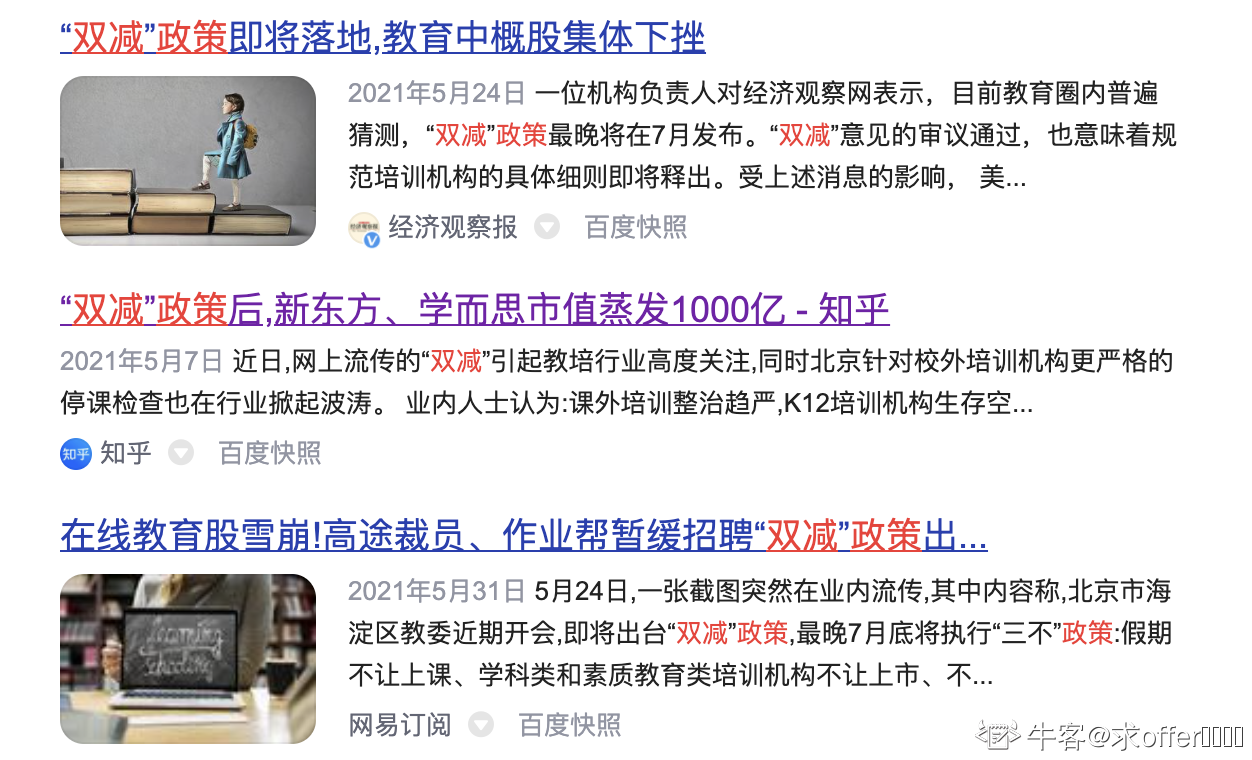 “双减”政策即将落地,教育中概股集体下挫
2021年5月24日 一位机构负责人对经济观察网表示，目前教育圈内普遍
猜测，“双减”政策最晚将在7月发布。“双减”意见的审议通过，也意味着规
范培训机构的具体细则即将释出。受上述消息的影响， 美...
经济观察报 百度快照
“双减”政策后,新东方、学而思市值蒸发1000亿 - 知乎
2021年5月7日 近日,网上流传的“双减”引起教培行业高度关注,同时北京针对校外培训机构更严格的
停课检查也在行业掀起波涛。 业内人士认为:课外培训整治趋严,K12培训机构生存空...
知乎 知乎 百度快照
在线教育股雪崩!高途裁员、作业帮暂缓招聘“双减”政策出...
2021年5月31日 5月24日,一张截图突然在业内流传,其中内容称,北京市海
淀区教委近期开会,即将出台“双减”政策,最晚7月底将执行“三不”政策:假期
learning
schooling
不让上课、学科类和素质教育类培训机构不让上市、不...
网易订阅 百度快照
牛客@求offer